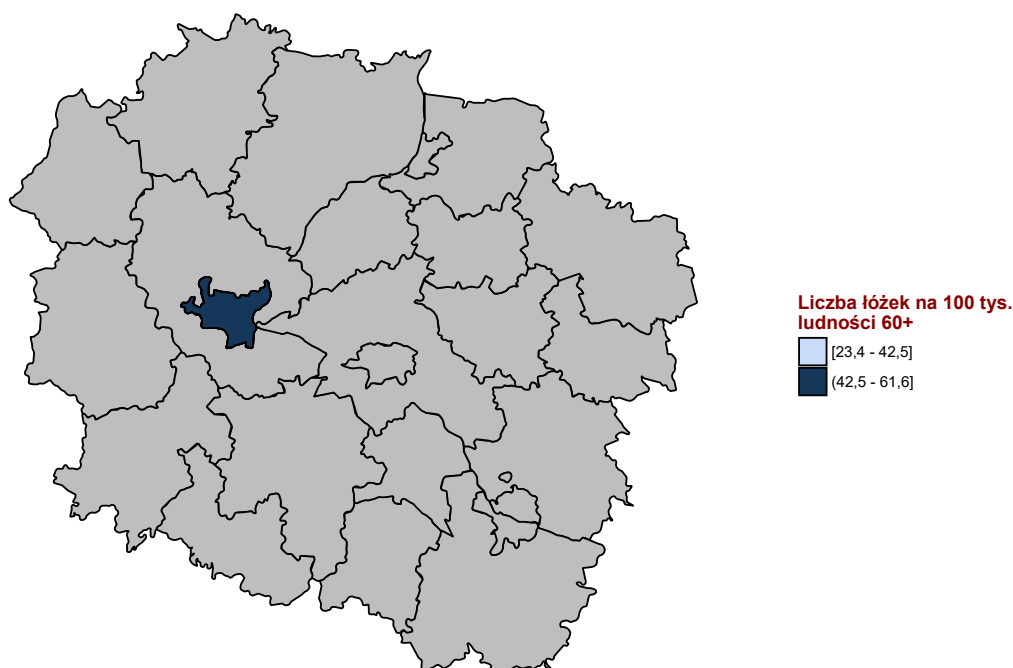 Liczba łóżek na 100 tys.
ludności 60+
[23,4 - 42,5]
(42,5 - 61,6]